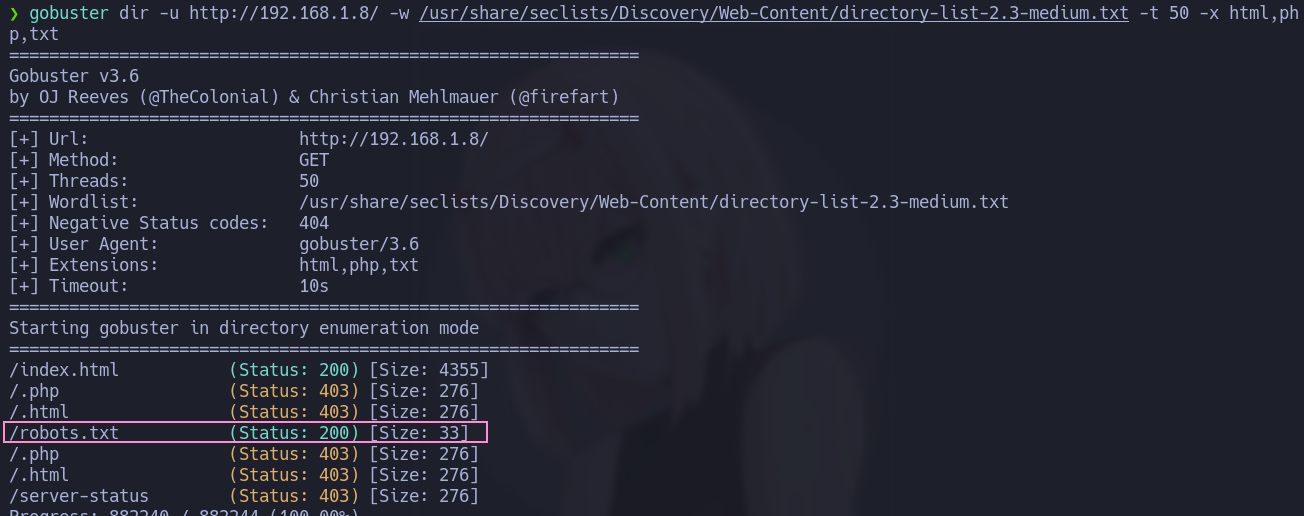 ❯ gobuster dir -u http://192.168.1.8/ -w /usr/share/seclists/Discovery/Web-Content/directory-list-2.3-medium.txt -t 50 -x html,ph
p,txt
===============================================================
Gobuster v3.6
by OJ Reeves (@TheColonial) & Christian Mehlmauer (@firefart)
===============================================================
[+] Url:                     http://192.168.1.8/
[+] Method:                  GET
[+] Threads:                 50
[+] Wordlist:                /usr/share/seclists/Discovery/Web-Content/directory-list-2.3-medium.txt
[+] Negative Status codes:   404
[+] User Agent:              gobuster/3.6
[+] Extensions:              html,php,txt
[+] Timeout:                 10s
===============================================================
Starting gobuster in directory enumeration mode
===============================================================
/index.html           (Status: 200) [Size: 4355]
/.php                 (Status: 403) [Size: 276]
/.html                (Status: 403) [Size: 276]
/robots.txt           (Status: 200) [Size: 33]
/.php                 (Status: 403) [Size: 276]
/.html                (Status: 403) [Size: 276]
/server-status        (Status: 403) [Size: 276]
Progress: 882240 / 882244 (100.00%)